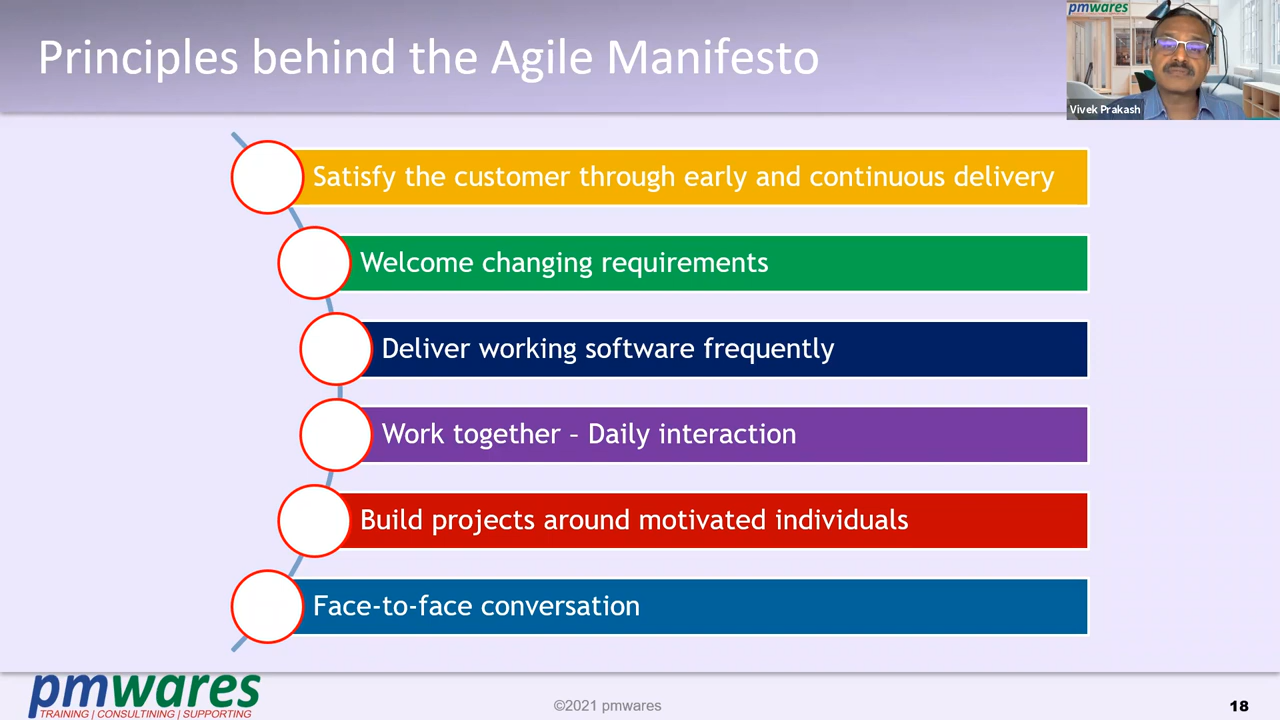 Principles behind the Agile Manifesto
pmwares
Vivek Prakash
Satisfy the customer through early and continuous delivery
Welcome changing requirements
Deliver working software frequently
Work together – Daily interaction
Build projects around motivated individuals
Face-to-face conversation
pmwares
TRAINING | CONSULTINING | SUPPORTING
©2021 pmwares
18